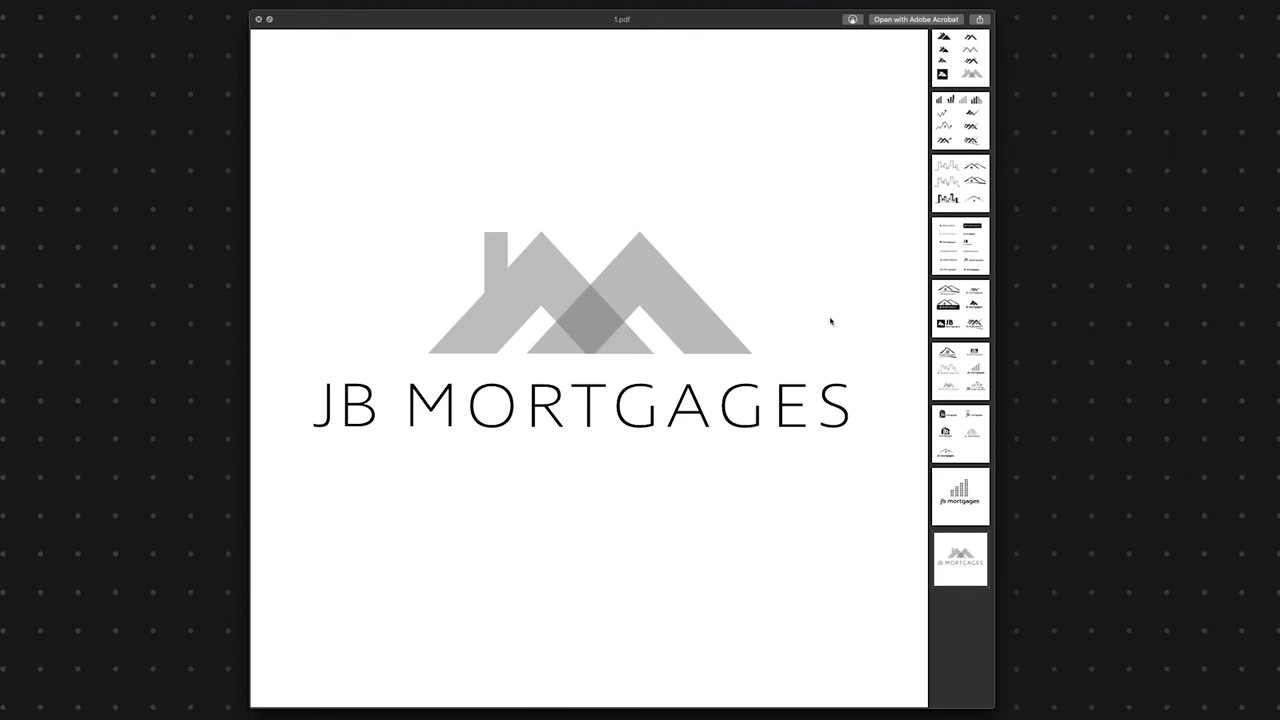 1.pdf
Open with Adobe Acrobat
JB MORTGAGES
jb mortgages
JB MORTGAGES